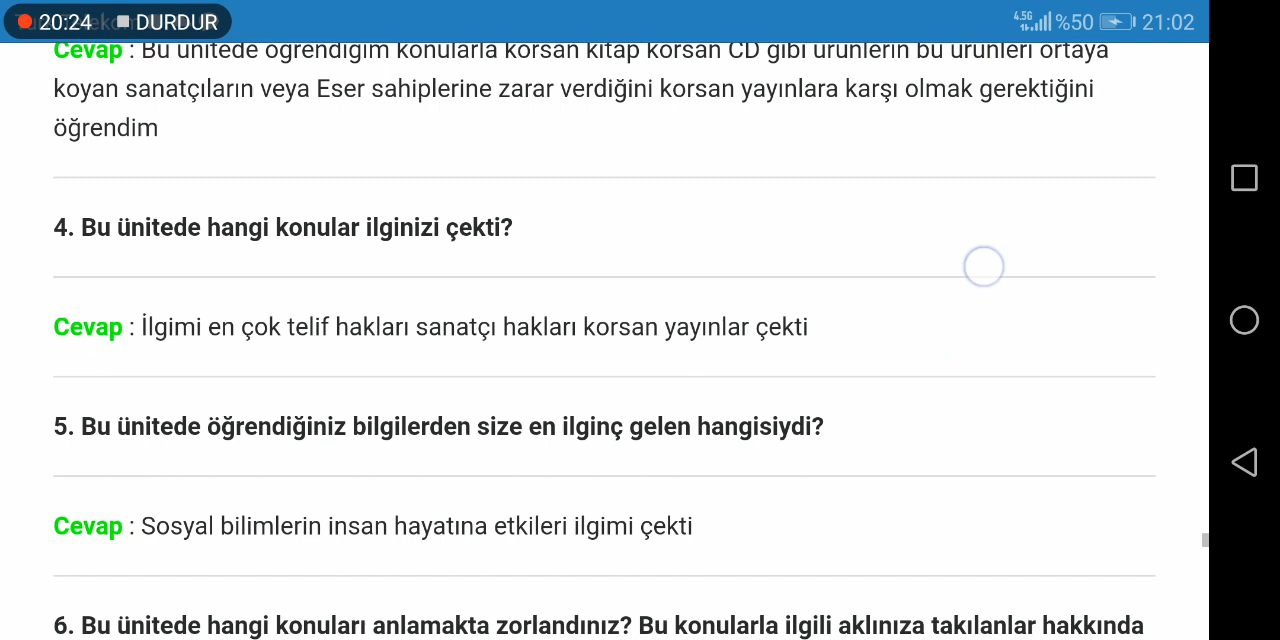 20:24 DURDUR 4.5G %50 21:02
Cevap : Bu ünitede öğrendiğim konularla korsan kitap korsan CD gibi ürünlerin bu ürünleri ortaya
koyan sanatçıların veya Eser sahiplerine zarar verdiğini korsan yayınlara karşı olmak gerektiğini
öğrendim
4. Bu ünitede hangi konular ilginizi çekti?
Cevap : İlgimi en çok telif hakları sanatçı hakları korsan yayınlar çekti
5. Bu ünitede öğrendiğiniz bilgilerden size en ilginç gelen hangisiydi?
Cevap : Sosyal bilimlerin insan hayatına etkileri ilgimi çekti
6. Bu ünitede hangi konuları anlamakta zorlandınız? Bu konularla ilgili aklınıza takılanlar hakkında